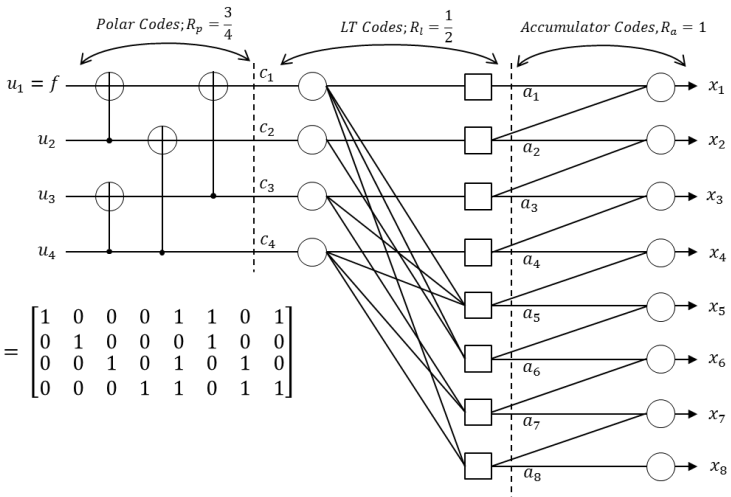 Polar Codes; R_p = 3/4
LT Codes; R_l = 1/2
Accumulator Codes, R_a = 1
u_1 = f
c_1
a_1
x_1
u_2
c_2
a_2
x_2
u_3
c_3
a_3
x_3
u_4
c_4
a_4
x_4
a_5
x_5
a_6
x_6
a_7
x_7
a_8
x_8
=
1 0 0 0 1 1 0 1
0 1 0 0 0 1 0 0
0 0 1 0 1 0 1 0
0 0 0 1 1 0 1 1